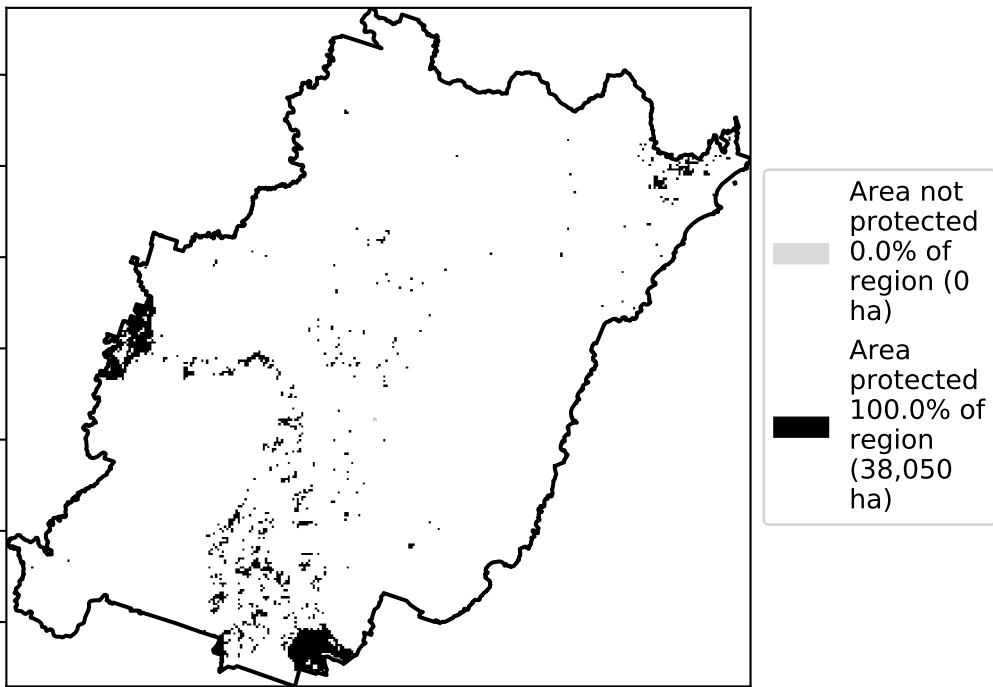 Area not
protected
0.0% of
region (0
ha)
Area
protected
100.0% of
region
(38,050
ha)